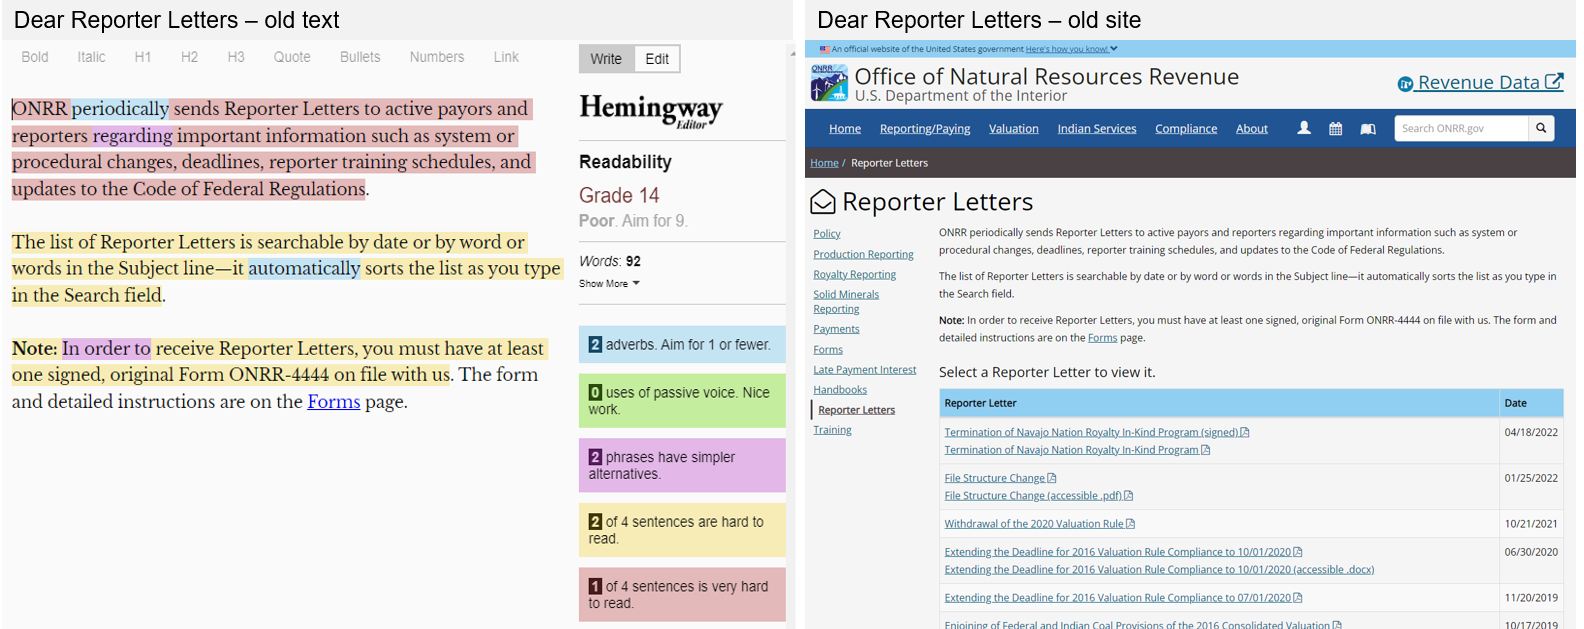 Dear Reporter Letters – old text
Bold Italic H1 H2 H3 Quote Bullets Numbers Link
ONRR periodically sends Reporter Letters to active payors and
reporters regarding important information such as system or
procedural changes, deadlines, reporter training schedules, and
updates to the Code of Federal Regulations.
The list of Reporter Letters is searchable by date or by word or
words in the Subject line—it automatically sorts the list as you type
in the Search field.
Note: In order to receive Reporter Letters, you must have at least
one signed, original Form ONRR-4444 on file with us. The form
and detailed instructions are on the Forms page.
Write Edit
Hemingway
Editor
Readability
Grade 14
Poor. Aim for 9.
Words: 92
Show More
2 adverbs. Aim for 1 or fewer.
0 uses of passive voice. Nice
work.
2 phrases have simpler
alternatives.
2 of 4 sentences are hard to
read.
1 of 4 sentences is very hard
to read.
Dear Reporter Letters – old site
An official website of the United States government Here's how you know!
ONRR
Office of Natural Resources Revenue
U.S. Department of the Interior
Revenue Data
Home Reporting/Paying Valuation Indian Services Compliance About Search ONRR.gov
Home / Reporter Letters
Reporter Letters
Policy
Production Reporting
Royalty Reporting
Solid Minerals
Reporting
Payments
Forms
Late Payment Interest
Handbooks
Reporter Letters
Training
ONRR periodically sends Reporter Letters to active payors and reporters regarding important information such as system or
procedural changes, deadlines, reporter training schedules, and updates to the Code of Federal Regulations.
The list of Reporter Letters is searchable by date or by word or words in the Subject line—it automatically sorts the list as you type in
the Search field.
Note: In order to receive Reporter Letters, you must have at least one signed, original Form ONRR-4444 on file with us. The form and
detailed instructions are on the Forms page.
Select a Reporter Letter to view it.
Reporter Letter Date
Termination of Navajo Nation Royalty In-Kind Program (signed) 04/18/2022
Termination of Navajo Nation Royalty In-Kind Program
File Structure Change 01/25/2022
File Structure Change (accessible .pdf)
Withdrawal of the 2020 Valuation Rule 10/21/2021
Extending the Deadline for 2016 Valuation Rule Compliance to 10/01/2020 06/30/2020
Extending the Deadline for 2016 Valuation Rule Compliance to 10/01/2020 (accessible .docx)
Extending the Deadline for 2016 Valuation Rule Compliance to 07/01/2020 11/20/2019
Enjoining of Federal and Indian Coal Provisions of the 2016 Consolidated Valuation 10/17/2019